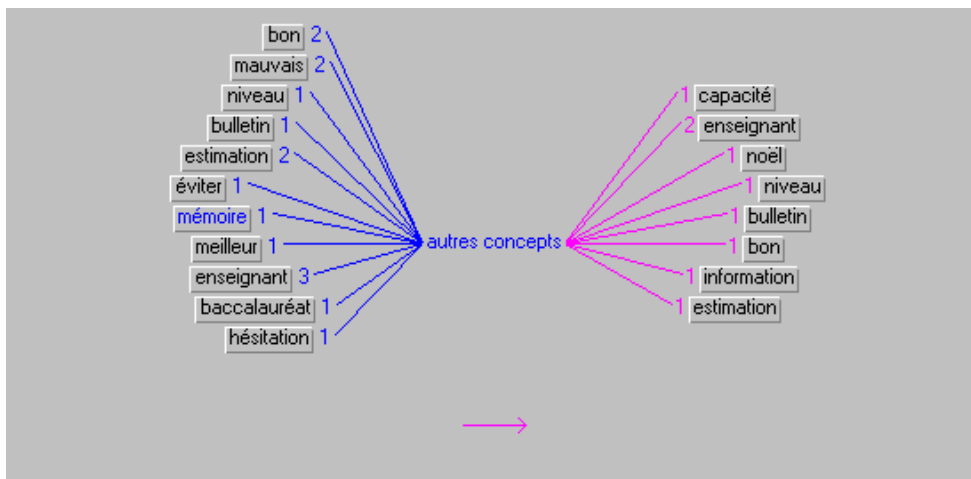 bon 2
mauvais 2
niveau 1
bulletin 1
estimation 2
éviter 1
mémoire 1
meilleur 1
enseignant 3
baccalauréat 1
hésitation 1
autres concepts
1 capacité
2 enseignant
1 noël
1 niveau
1 bulletin
1 bon
1 information
1 estimation